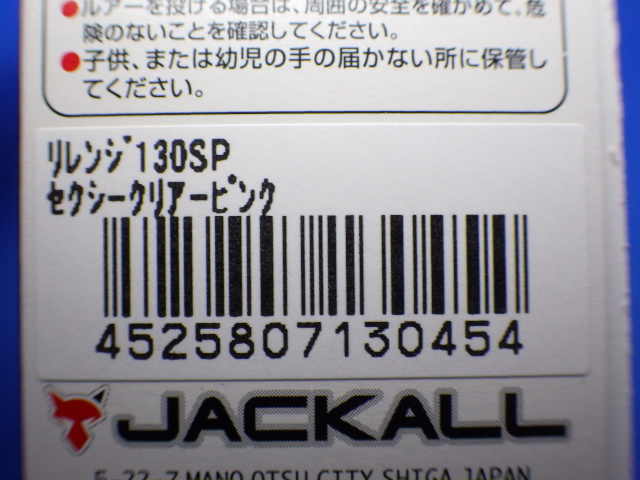 ●ルアーを投げる場合は、周囲の安全を確かめて、危
険のないことを確認してください。
●子供、または幼児の手の届かない所に保管し
てください。
リレンジ130SP
セクシークリアーピンク
4525807130454
JACKALL
5-22-7 MANO OTSU CITY SHIGA JAPAN